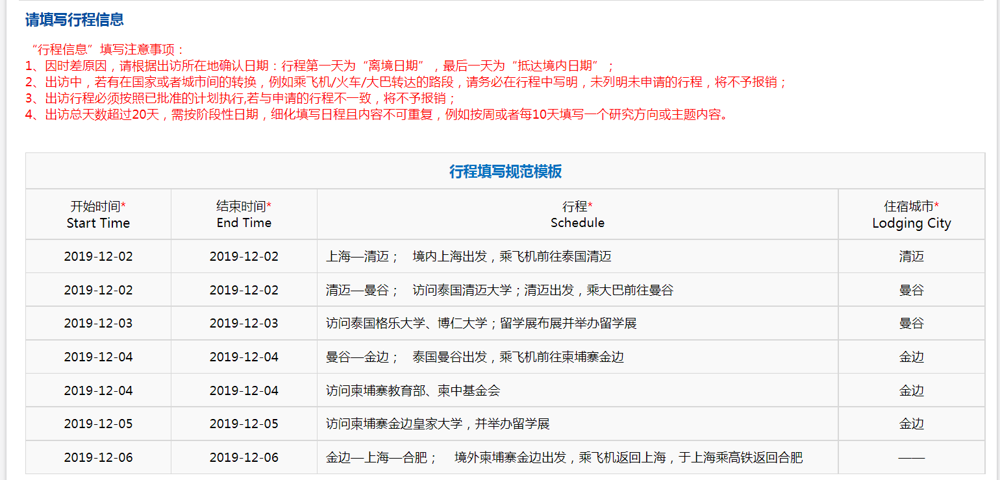 请填写行程信息
“行程信息”填写注意事项：
1、因时差原因，请根据出访所在地确认日期：行程第一天为“离境日期”，最后一天为“抵达境内日期”；
2、出访中，若有在国家或者城市间的转换，例如乘飞机/火车/大巴转达的路段，请务必在行程中写明，未列明未申请的行程，将不予报销；
3、出访行程必须按照已批准的计划执行,若与申请的行程不一致，将不予报销；
4、出访总天数超过20天，需按阶段性日期，细化填写日程且内容不可重复，例如按周或者每10天填写一个研究方向或主题内容。
行程填写规范模板
开始时间* 结束时间* 行程* 住宿城市*
Start Time End Time Schedule Lodging City
2019-12-02 2019-12-02 上海—清迈； 境内上海出发，乘飞机前往泰国清迈 清迈
2019-12-02 2019-12-02 清迈—曼谷； 访问泰国清迈大学；清迈出发，乘大巴前往曼谷 曼谷
2019-12-03 2019-12-03 访问泰国格乐大学、博仁大学；留学展布展并举办留学展 曼谷
2019-12-04 2019-12-04 曼谷—金边； 泰国曼谷出发，乘飞机前往柬埔寨金边 金边
2019-12-04 2019-12-04 访问柬埔寨教育部、柬中基金会 金边
2019-12-05 2019-12-05 访问柬埔寨金边皇家大学，并举办留学展 金边
2019-12-06 2019-12-06 金边—上海—合肥； 境外柬埔寨金边出发，乘飞机返回上海，于上海乘高铁返回合肥 ——